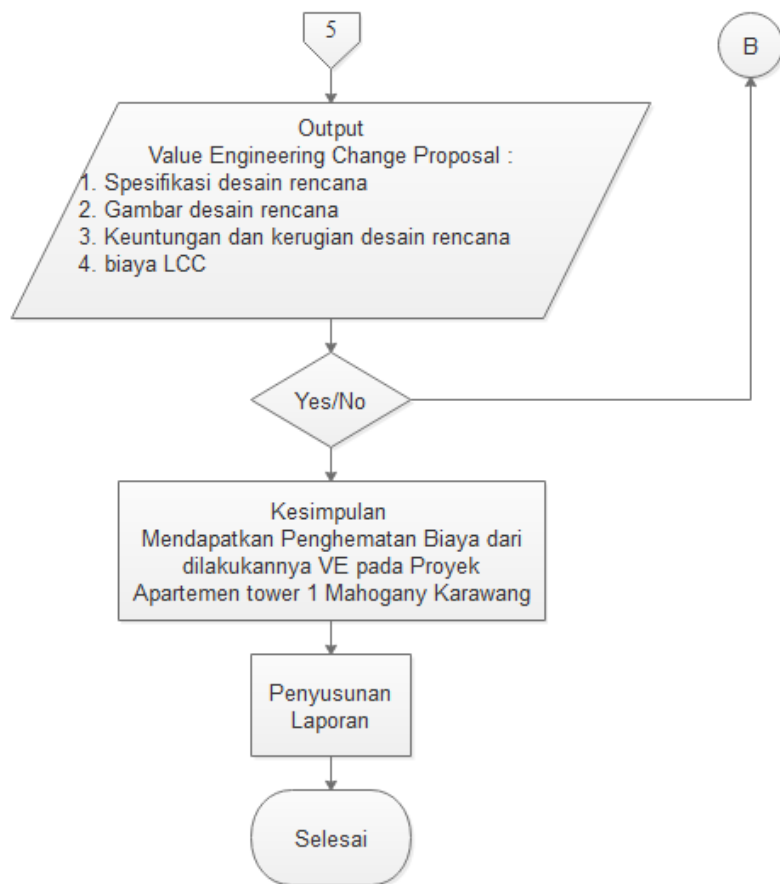 5
B
Output
Value Engineering Change Proposal :
1. Spesifikasi desain rencana
2. Gambar desain rencana
3. Keuntungan dan kerugian desain rencana
4. biaya LCC
Yes/No
Kesimpulan
Mendapatkan Penghematan Biaya dari
dilakukannya VE pada Proyek
Apartemen tower 1 Mahogany Karawang
Penyusunan
Laporan
Selesai